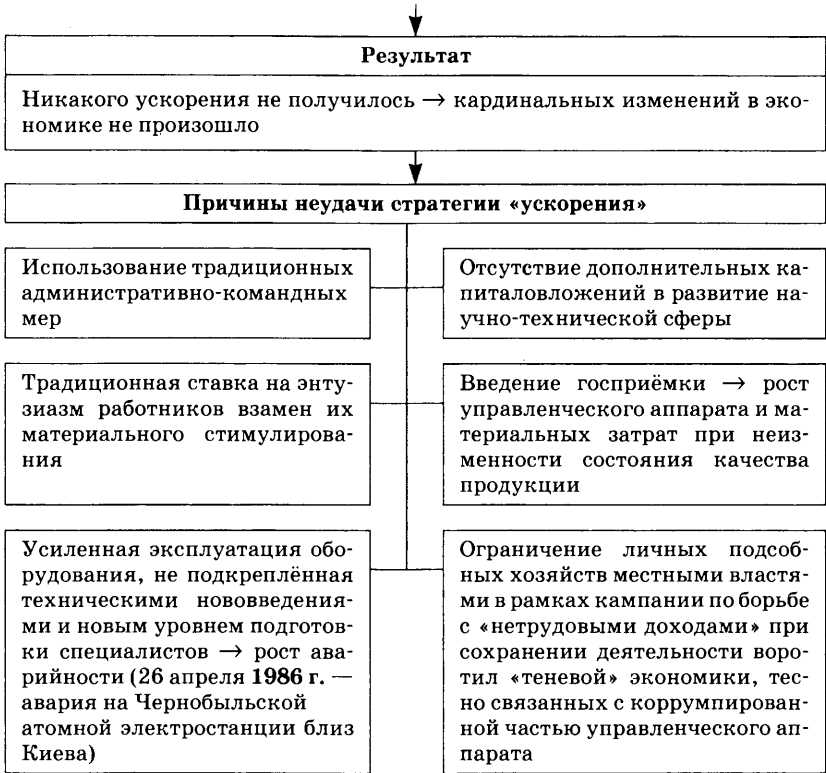 Результат
Никакого ускорения не получилось → кардинальных изменений в эко-
номике не произошло
Причины неудачи стратегии «ускорения»
Использование традиционных
административно-командных
мер
Отсутствие дополнительных ка-
питаловложений в развитие на-
учно-технической сферы
Традиционная ставка на энту-
зиазм работников взамен их
материального стимулирова-
ния
Введение госприёмки → рост
управленческого аппарата и ма-
териальных затрат при неиз-
менности состояния качества
продукции
Усиленная эксплуатация обо-
рудования, не подкреплённая
техническими нововведения-
ми и новым уровнем подготов-
ки специалистов → рост ава-
рийности (26 апреля 1986 г. —
авария на Чернобыльской
атомной электростанции близ
Киева)
Ограничение личных подсоб-
ных хозяйств местными властя-
ми в рамках кампании по борьбе
с «нетрудовыми доходами» при
сохранении деятельности воро-
тил «теневой» экономики, тес-
но связанных с коррумпирован-
ной частью управленческого ап-
парата